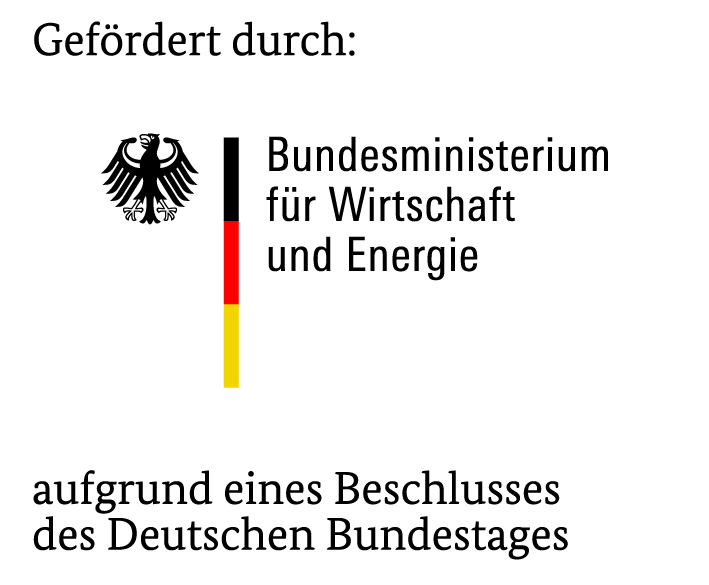 Gefördert durch:
Bundesministerium
für Wirtschaft
und Energie
aufgrund eines Beschlusses
des Deutschen Bundestages